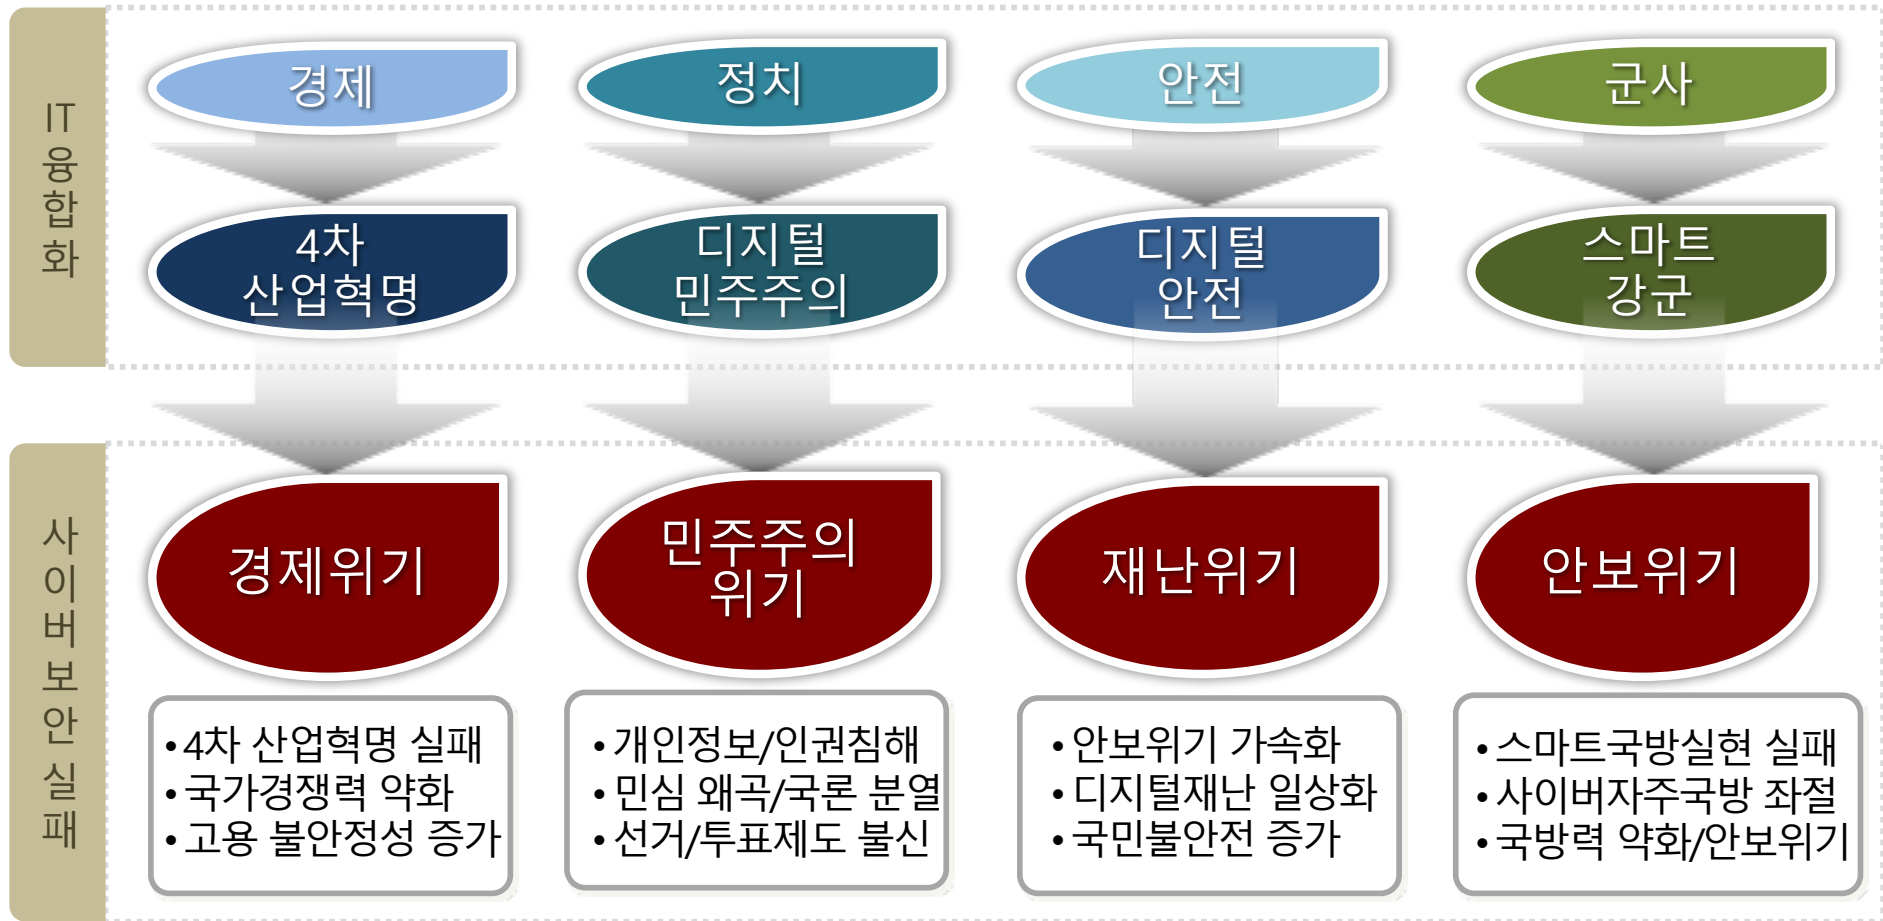 IT융합화
경제
정치
안전
군사
4차
산업혁명
디지털
민주주의
디지털
안전
스마트
강군
사이버보안실패
경제위기
민주주의
위기
재난위기
안보위기
•4차 산업혁명 실패
•국가경쟁력 약화
•고용 불안정성 증가
•개인정보/인권침해
•민심 왜곡/국론 분열
•선거/투표제도 불신
•안보위기 가속화
•디지털재난 일상화
•국민불안전 증가
•스마트국방실현 실패
•사이버자주국방 좌절
•국방력 약화/안보위기